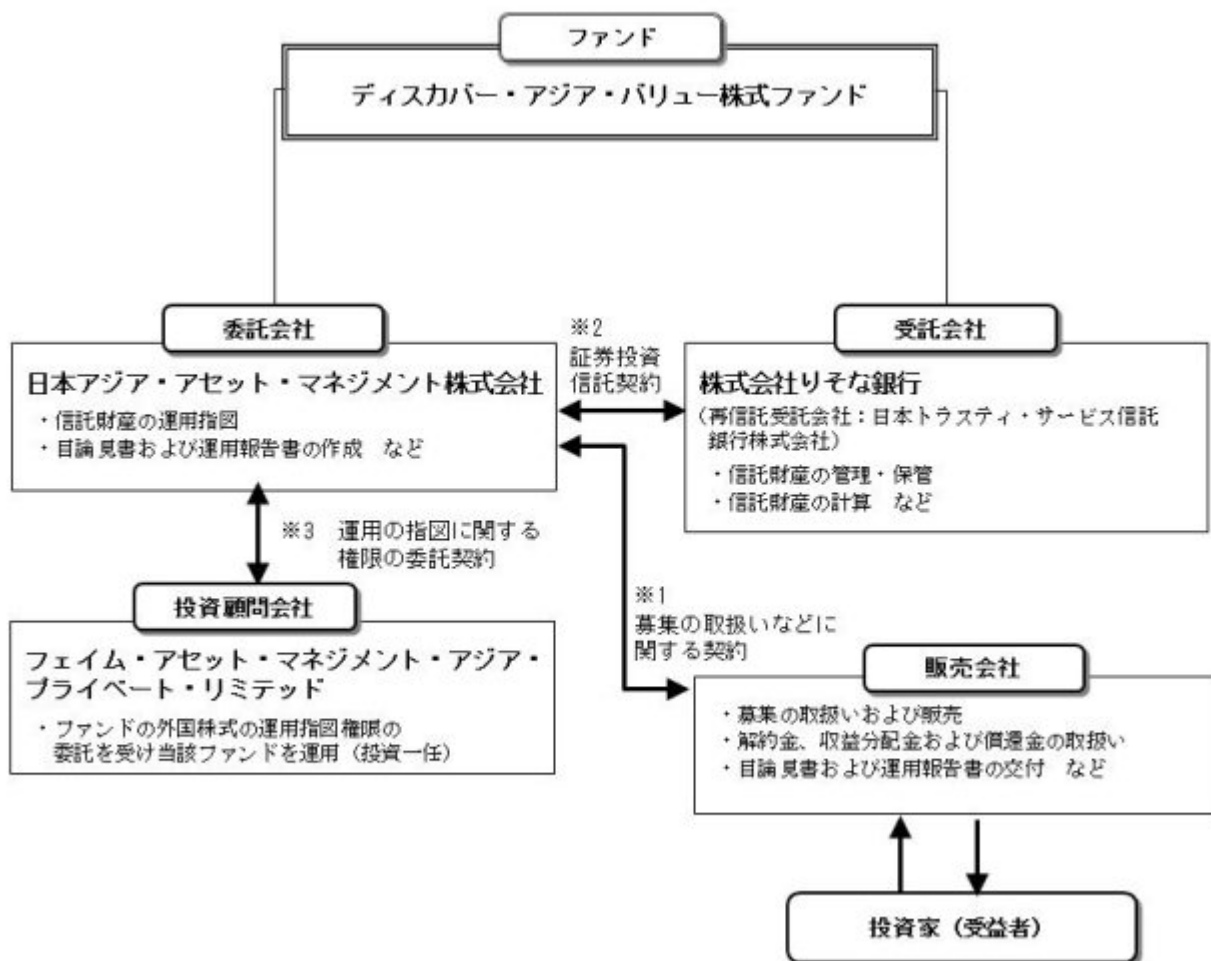 ファンド
ディスカバー・アジア・バリュー株式ファンド
委託会社
日本アジア・アセット・マネジメント株式会社
・信託財産の運用指図
・目論見書および運用報告書の作成　など
※2
証券投資
信託契約
受託会社
株式会社りそな銀行
（再信託受託会社：日本トラスティ・サービス信託
銀行株式会社）
・信託財産の管理・保管
・信託財産の計算　など
※3　運用の指図に関する
権限の委託契約
投資顧問会社
フェイム・アセット・マネジメント・アジア・
プライベート・リミテッド
・ファンドの外国株式の運用指図権限の
委託を受け当該ファンドを運用（投資一任）
※1
募集の取扱いなどに
関する契約
販売会社
・募集の取扱いおよび販売
・解約金、収益分配金および償還金の取扱い
・目論見書および運用報告書の交付　など
投資家（受益者）